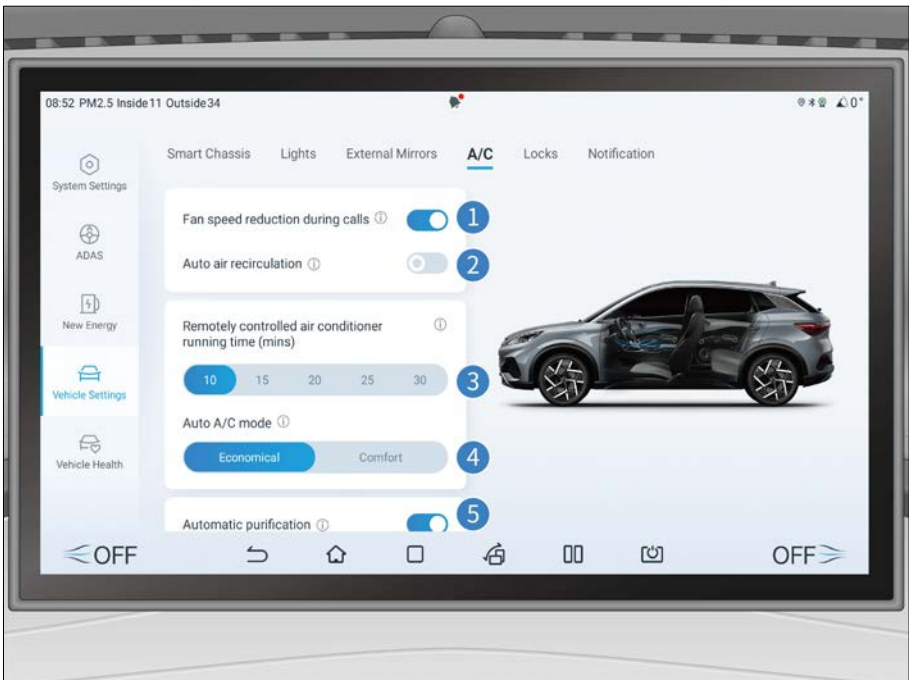 08:52 PM2.5 Inside11 Outside34
0°
Smart Chassis Lights External Mirrors A/C Locks Notification
System Settings
ADAS
New Energy
Vehicle Settings
Vehicle Health
Fan speed reduction during calls
1
Auto air recirculation
2
Remotely controlled air conditioner
running time (mins)
10 15 20 25 30
3
Auto A/C mode
Economical Comfort
4
Automatic purification
5
OFF
OFF